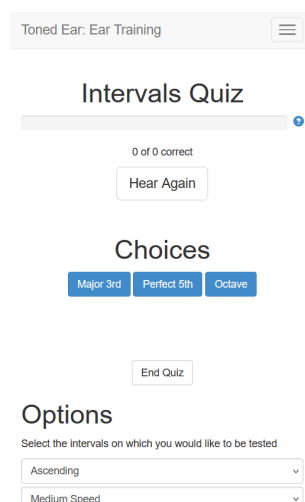 Toned Ear: Ear Training
Intervals Quiz
0 of 0 correct
Hear Again
Choices
Major 3rd Perfect 5th Octave
End Quiz
Options
Select the intervals on which you would like to be tested
Ascending
Medium Speed